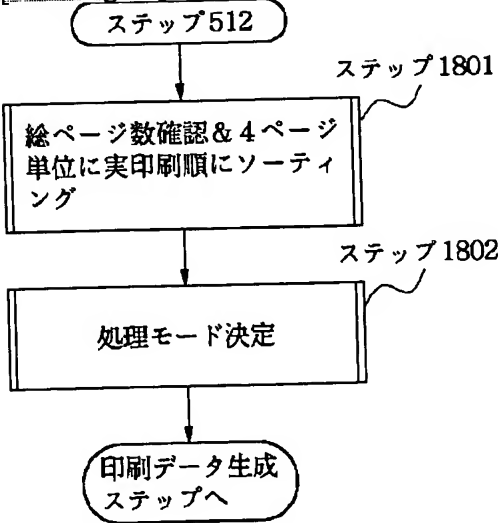 ステップ512
ステップ1801
総ページ数確認＆4ページ
単位に実印刷順にソーティ
ング
ステップ1802
処理モード決定
印刷データ生成
ステップへ